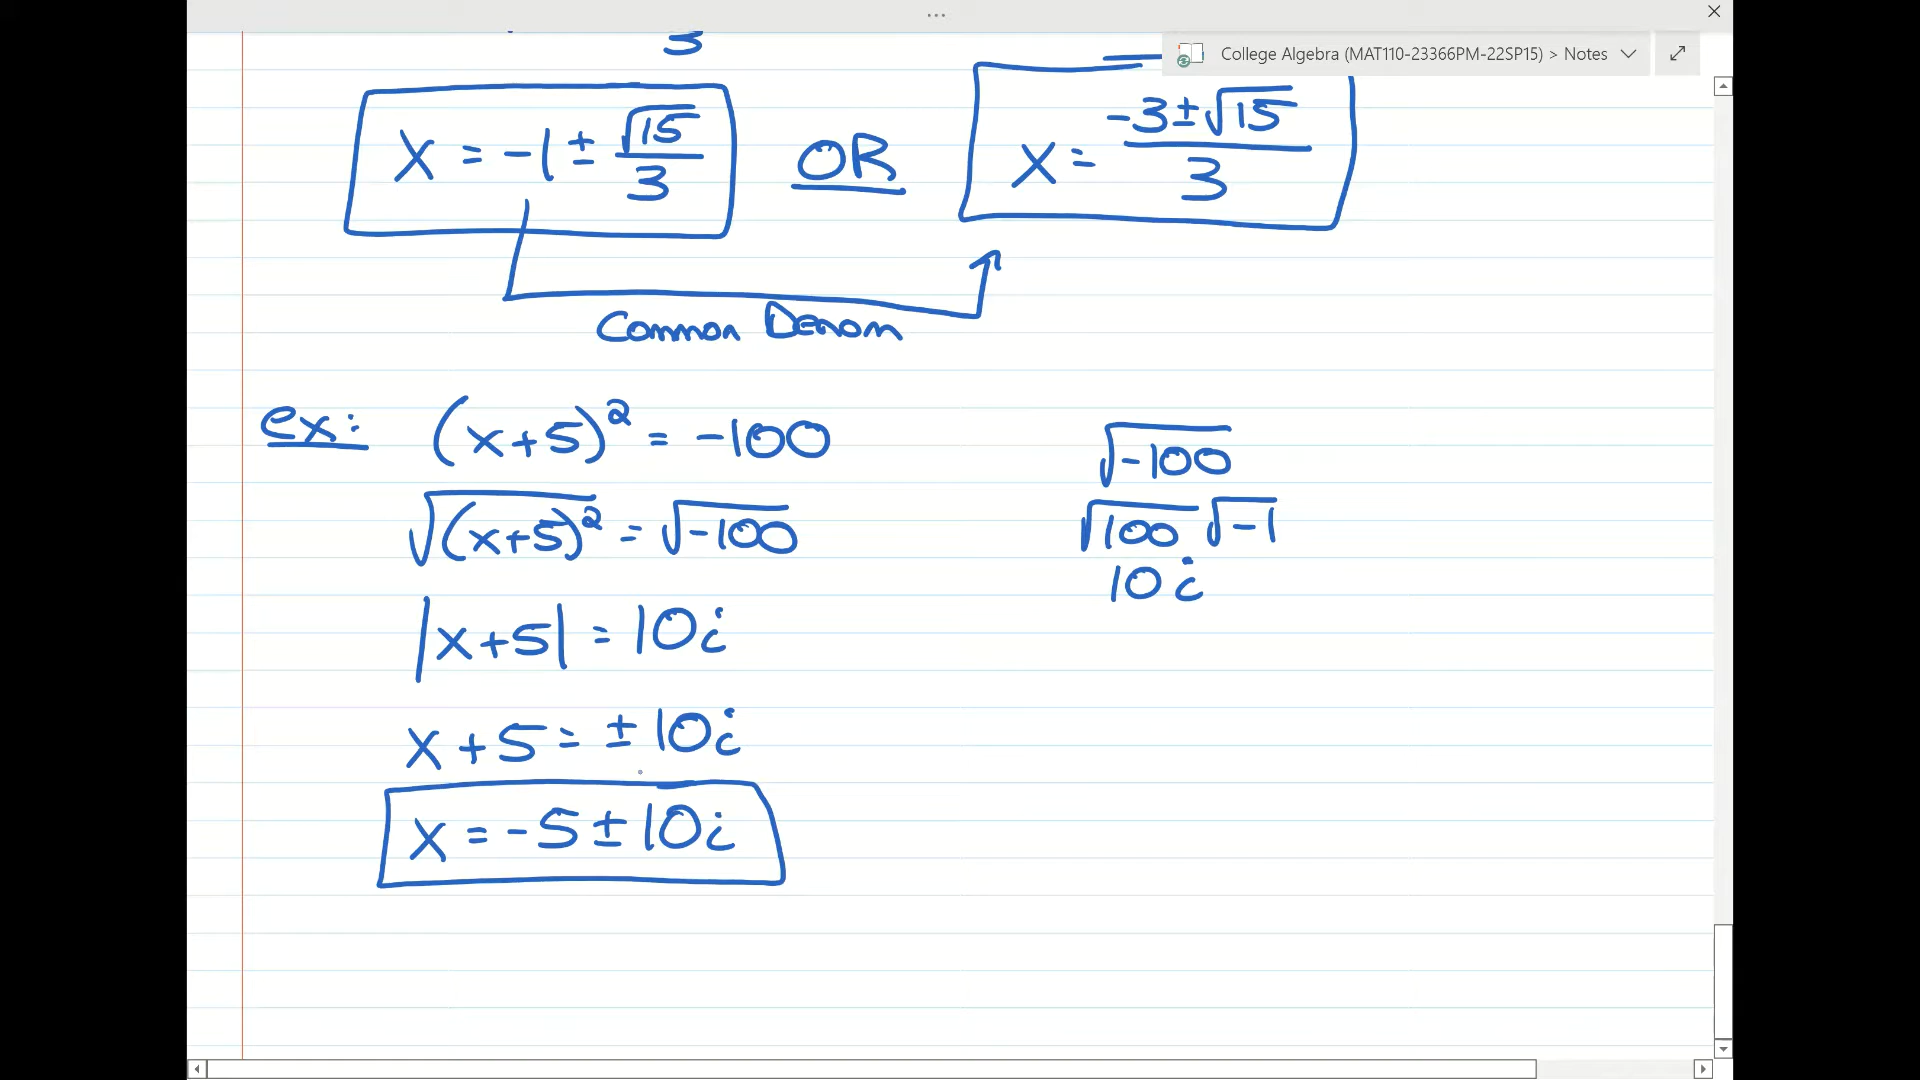 ...
College Algebra (MAT110-23366PM-22SP15) > Notes
3
x = -1 ± √15/3 OR x = (-3 ± √15)/3
Common Denom
ex: (x+5)² = -100
√(x+5)² = √-100
|x+5| = 10i
x + 5 = ± 10i
x = -5 ± 10i
√-100
√100 √-1
10i